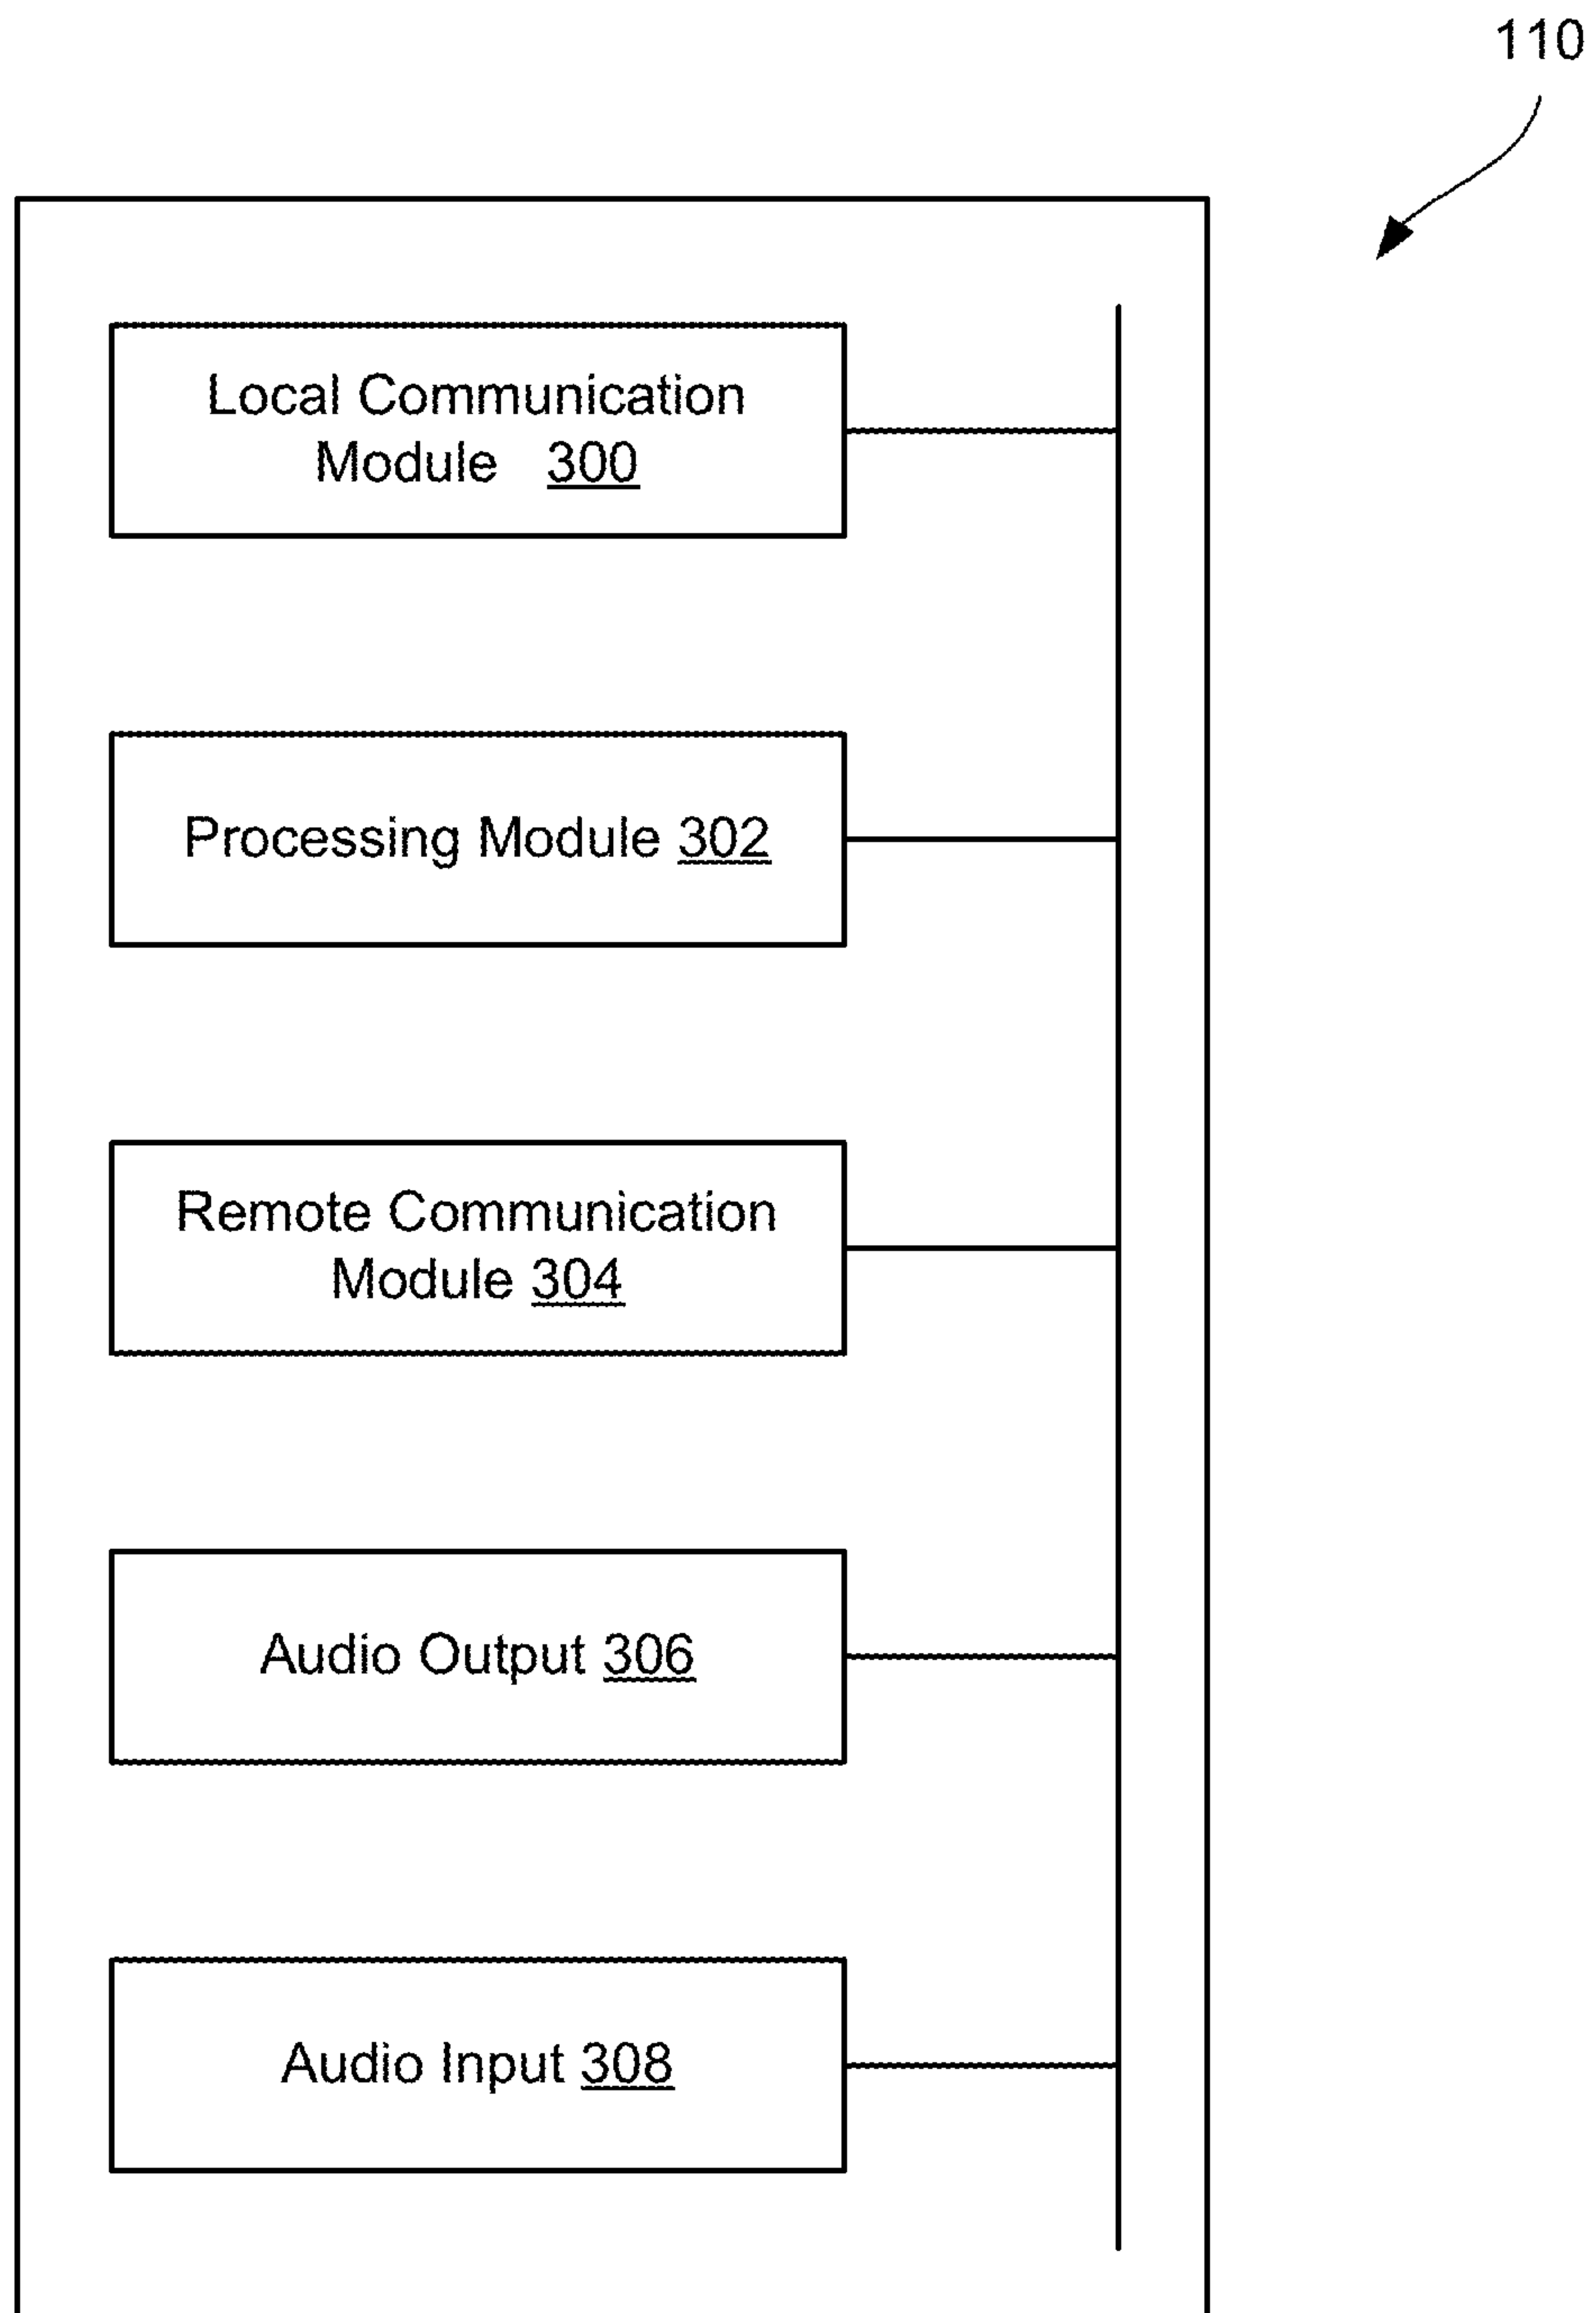 110
Local Communication
Module 300
Processing Module 302
Remote Communication
Module 304
Audio Output 306
Audio Input 308